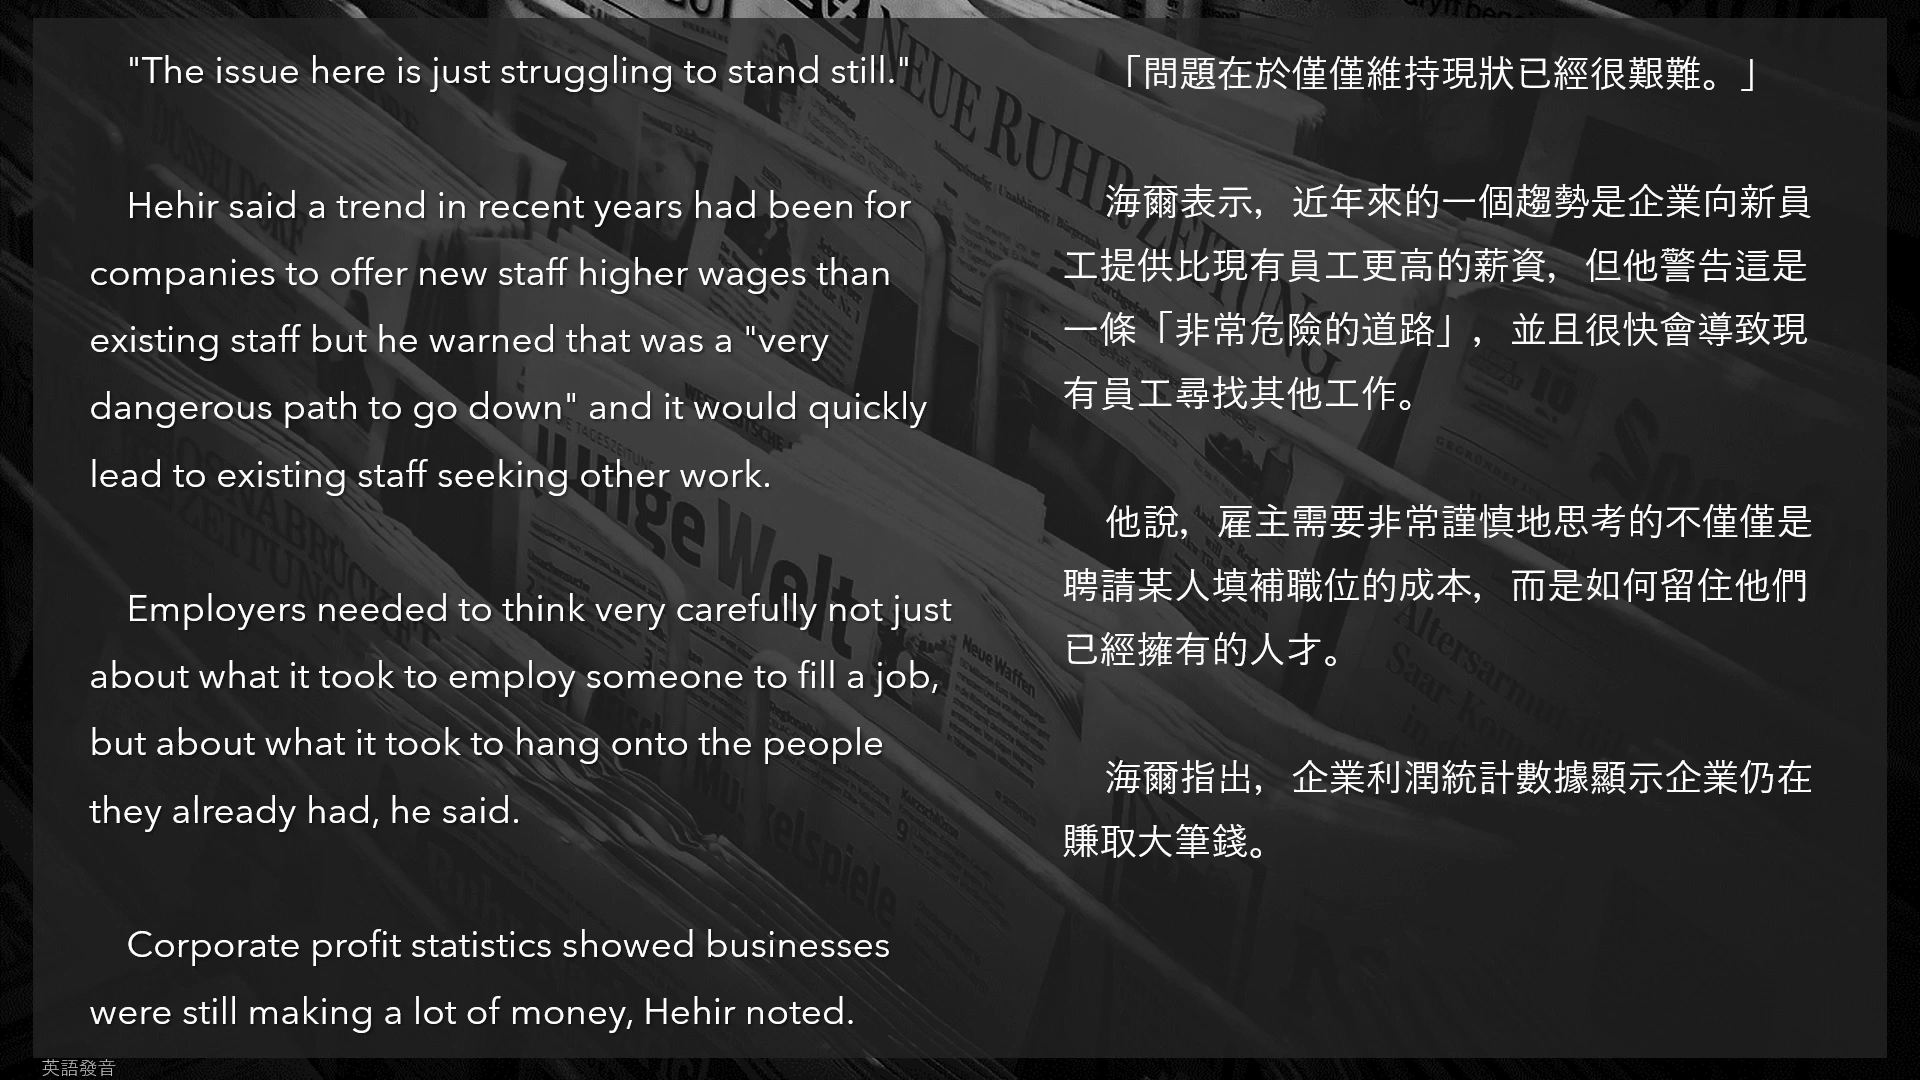 "The issue here is just struggling to stand still."
Hehir said a trend in recent years had been for
companies to offer new staff higher wages than
existing staff but he warned that was a "very
dangerous path to go down" and it would quickly
lead to existing staff seeking other work.
Employers needed to think very carefully not just
about what it took to employ someone to fill a job,
but about what it took to hang onto the people
they already had, he said.
Corporate profit statistics showed businesses
were still making a lot of money, Hehir noted.
「問題在於僅僅維持現狀已經很艱難。」
海爾表示，近年來的一個趨勢是企業向新員
工提供比現有員工更高的薪資，但他警告這是
一條「非常危險的道路」，並且很快會導致現
有員工尋找其他工作。
他說，雇主需要非常謹慎地思考的不僅僅是
聘請某人填補職位的成本，而是如何留住他們
已經擁有的人才。
海爾指出，企業利潤統計數據顯示企業仍在
賺取大筆錢。
英語發音
NEUE RUHR ZEITUNG
DÜSSELDORF
OSNABRÜCKER
ZEITUNG
junge Welt
Neue Waffen
Altersarmut